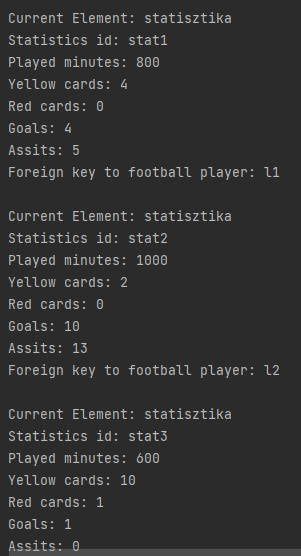 Current Element: statisztika
Statistics id: stat1
Played minutes: 800
Yellow cards: 4
Red cards: 0
Goals: 4
Assits: 5
Foreign key to football player: l1
Current Element: statisztika
Statistics id: stat2
Played minutes: 1000
Yellow cards: 2
Red cards: 0
Goals: 10
Assits: 13
Foreign key to football player: l2
Current Element: statisztika
Statistics id: stat3
Played minutes: 600
Yellow cards: 10
Red cards: 1
Goals: 1
Assits: 0